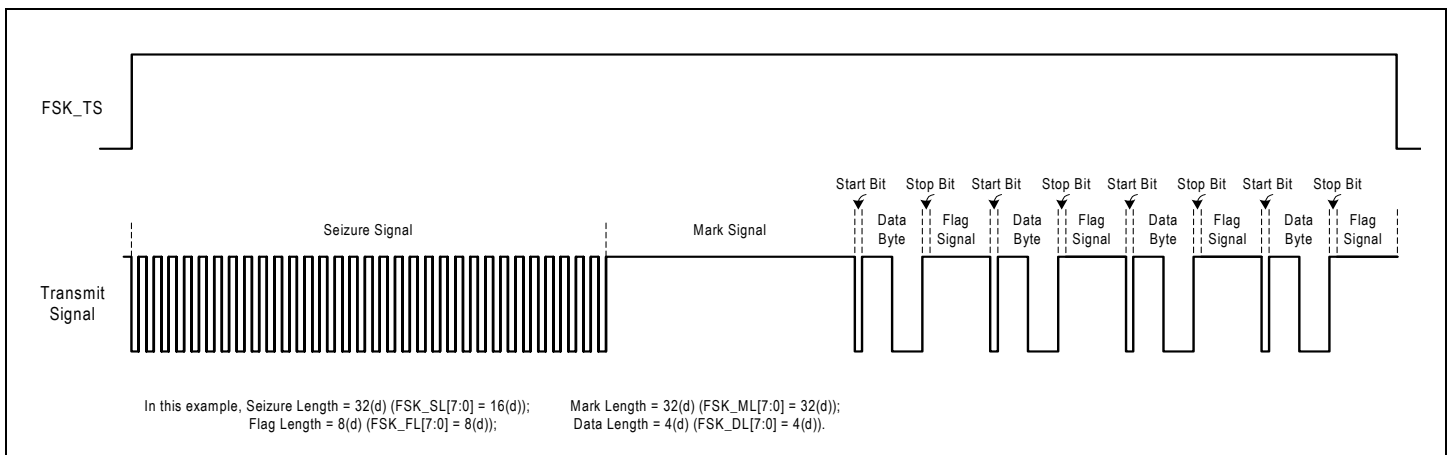 FSK_TS
Start Bit Stop Bit Start Bit Stop Bit Start Bit Stop Bit Start Bit Stop Bit
Seizure Signal Mark Signal Data Byte Flag Signal Data Byte Flag Signal Data Byte Flag Signal Data Byte Flag Signal
Transmit
Signal
In this example, Seizure Length = 32(d) (FSK_SL[7:0] = 16(d)); Mark Length = 32(d) (FSK_ML[7:0] = 32(d));
Flag Length = 8(d) (FSK_FL[7:0] = 8(d)); Data Length = 4(d) (FSK_DL[7:0] = 4(d)).